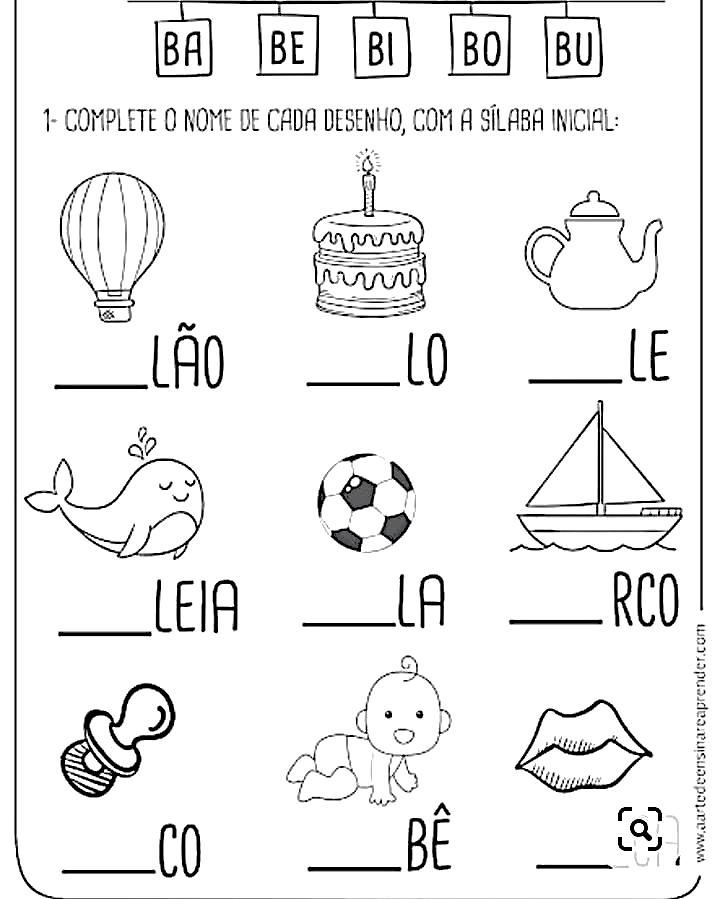 BA BE BI BO BU
1- COMPLETE O NOME DE CADA DESENHO, COM A SÍLABA INICIAL:
____LÃO ____LO ____LE
____LEIA ____LA ____RCO
____CO ____BÊ ____
www.aartedeensinareaprender.com